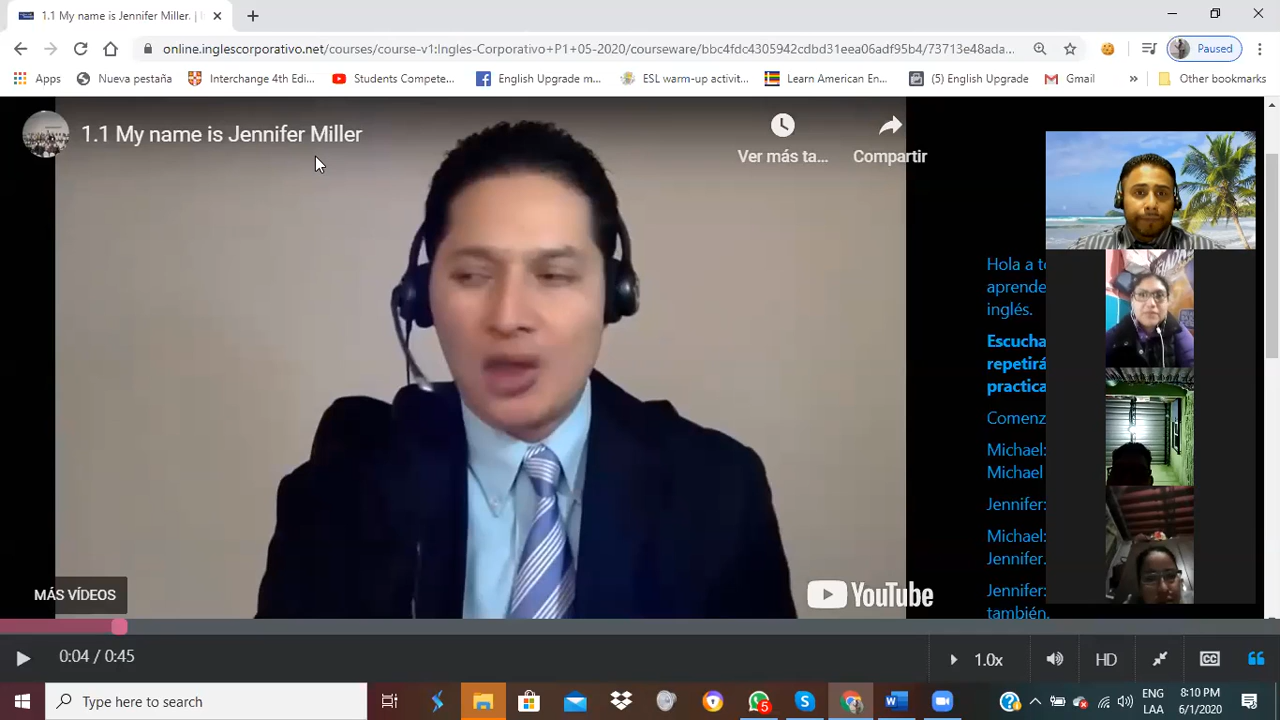 1.1 My name is Jennifer Miller. | I
online.inglescorporativo.net/courses/course-v1:Ingles-Corporativo+P1+05-2020/courseware/bbc4fdc4305942cdbd31eea06adf95b4/73713e48ada...
Paused
Apps Nueva pestaña Interchange 4th Edi... Students Compete... English Upgrade m... ESL warm-up activit... Learn American En... (5) English Upgrade Gmail » Other bookmarks
1.1 My name is Jennifer Miller
Ver más ta... Compartir
Hola a
aprende
inglés.
Escucha
repetirá
practica
Comenz
Michael:
Michael
Jennifer:
Michael:
Jennifer.
Jennifer:
también.
MÁS VÍDEOS
YouTube
0:04 / 0:45
1.0x HD CC
Type here to search
5
ENG 8:10 PM
LAA 6/1/2020